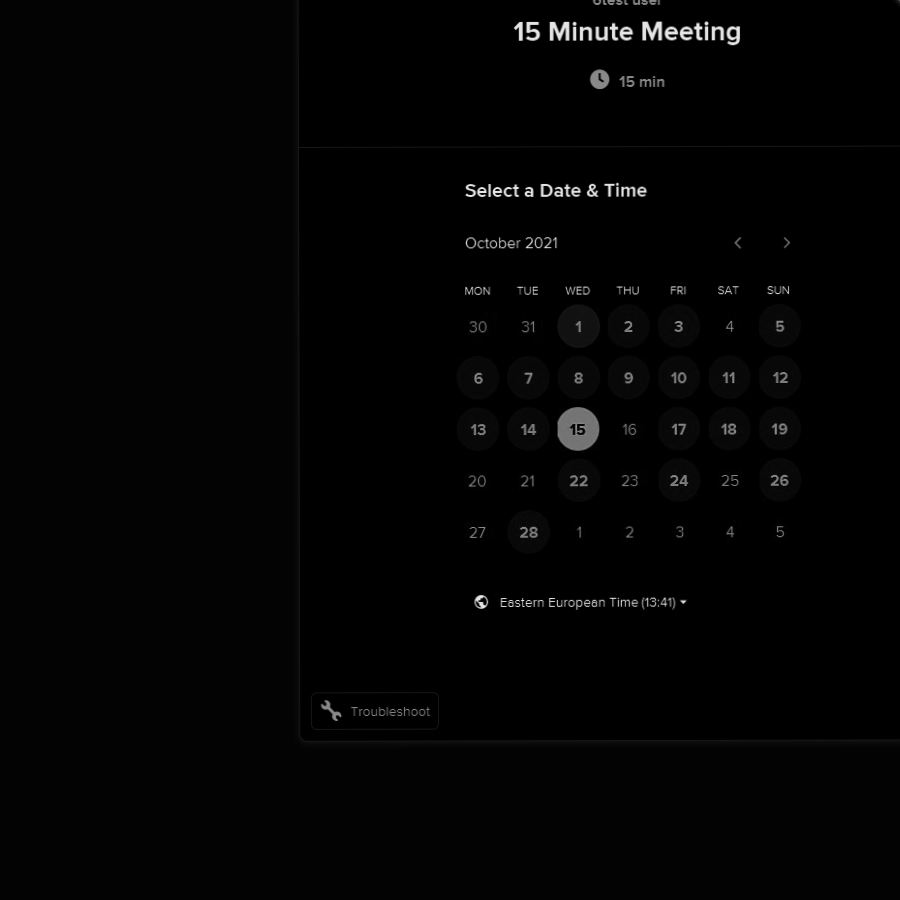 15 Minute Meeting
15 min
Select a Date & Time
October 2021
MON TUE WED THU FRI SAT SUN
30 31 1 2 3 4 5
6 7 8 9 10 11 12
13 14 15 16 17 18 19
20 21 22 23 24 25 26
27 28 1 2 3 4 5
Eastern European Time (13:41)
Troubleshoot